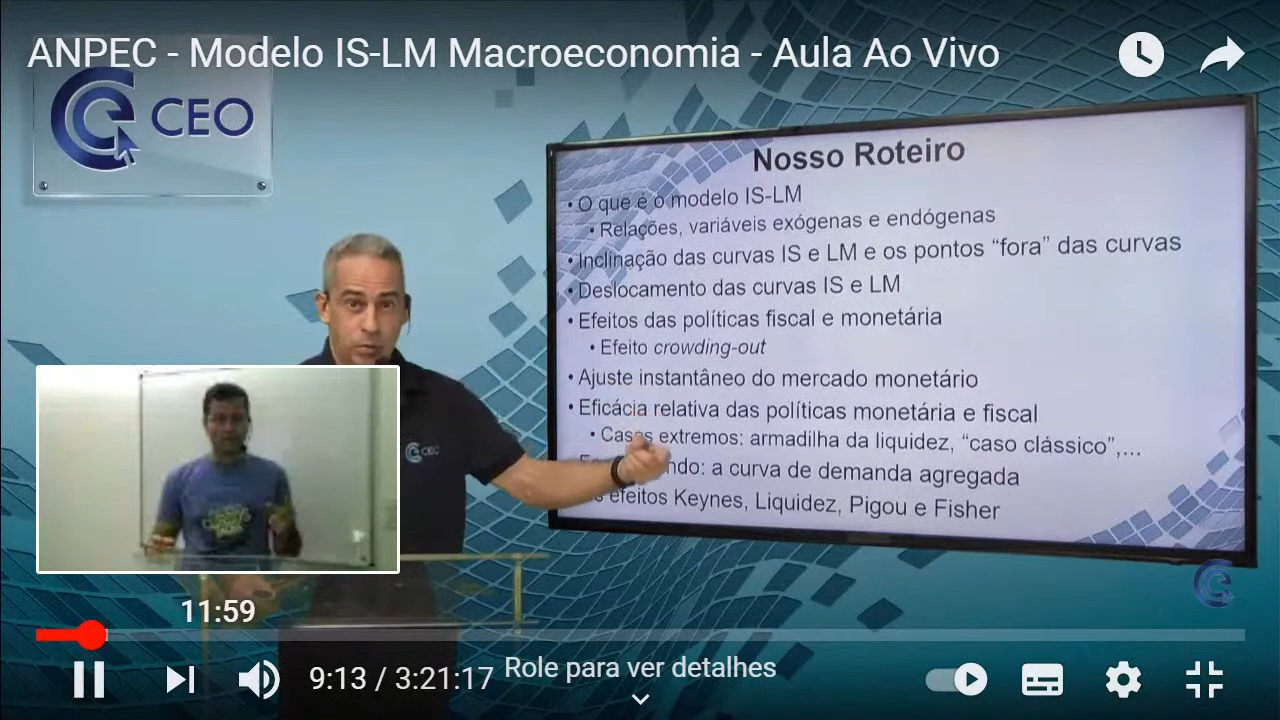 ANPEC - Modelo IS-LM Macroeconomia - Aula Ao Vivo
CEO
Nosso Roteiro
• O que é o modelo IS-LM
• Relações, variáveis exógenas e endógenas
• Inclinação das curvas IS e LM e os pontos “fora” das curvas
• Deslocamento das curvas IS e LM
• Efeitos das políticas fiscal e monetária
• Efeito crowding-out
• Ajuste instantâneo do mercado monetário
• Eficácia relativa das políticas monetária e fiscal
• Casos extremos: armadilha da liquidez, “caso clássico”,...
a curva de demanda agregada
efeitos Keynes, Liquidez, Pigou e Fisher
CEO
11:59
9:13 / 3:21:17
Role para ver detalhes